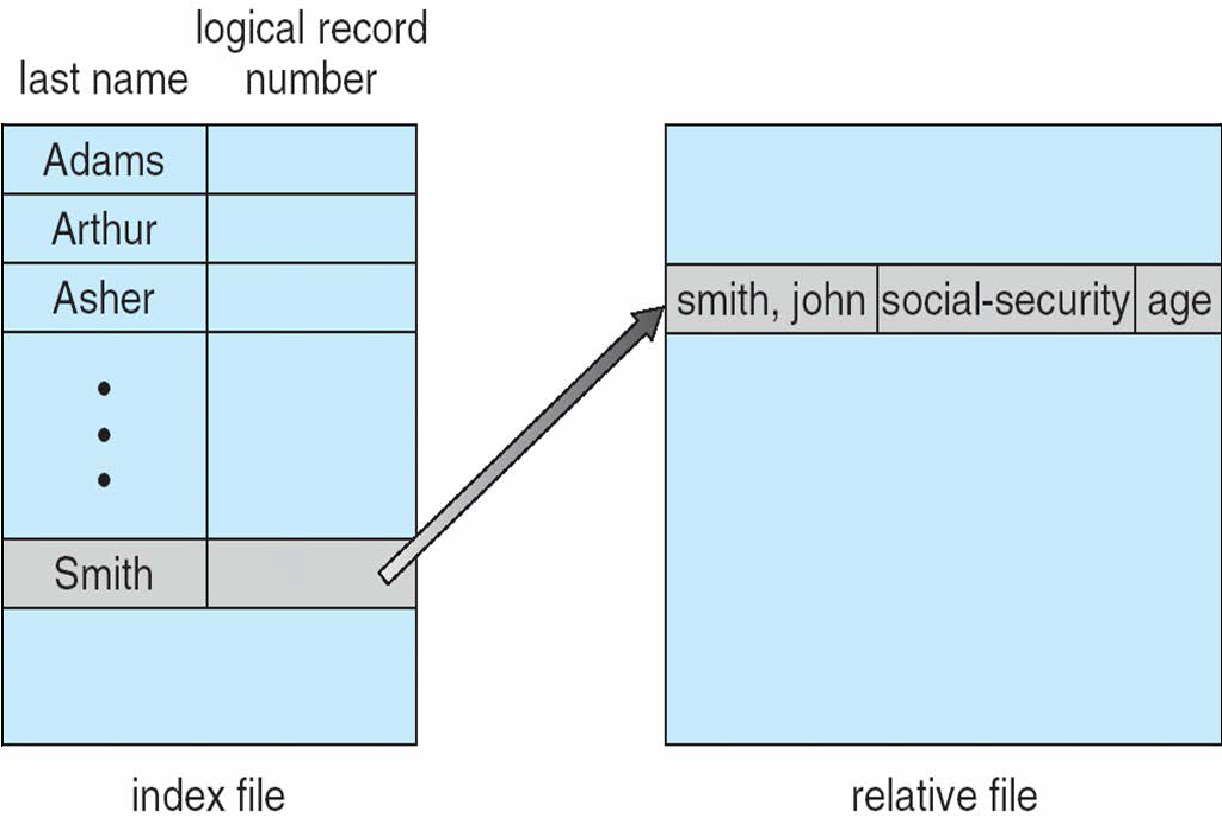 logical record
last name number
Adams
Arthur
Asher
Smith
smith, john social-security age
index file
relative file